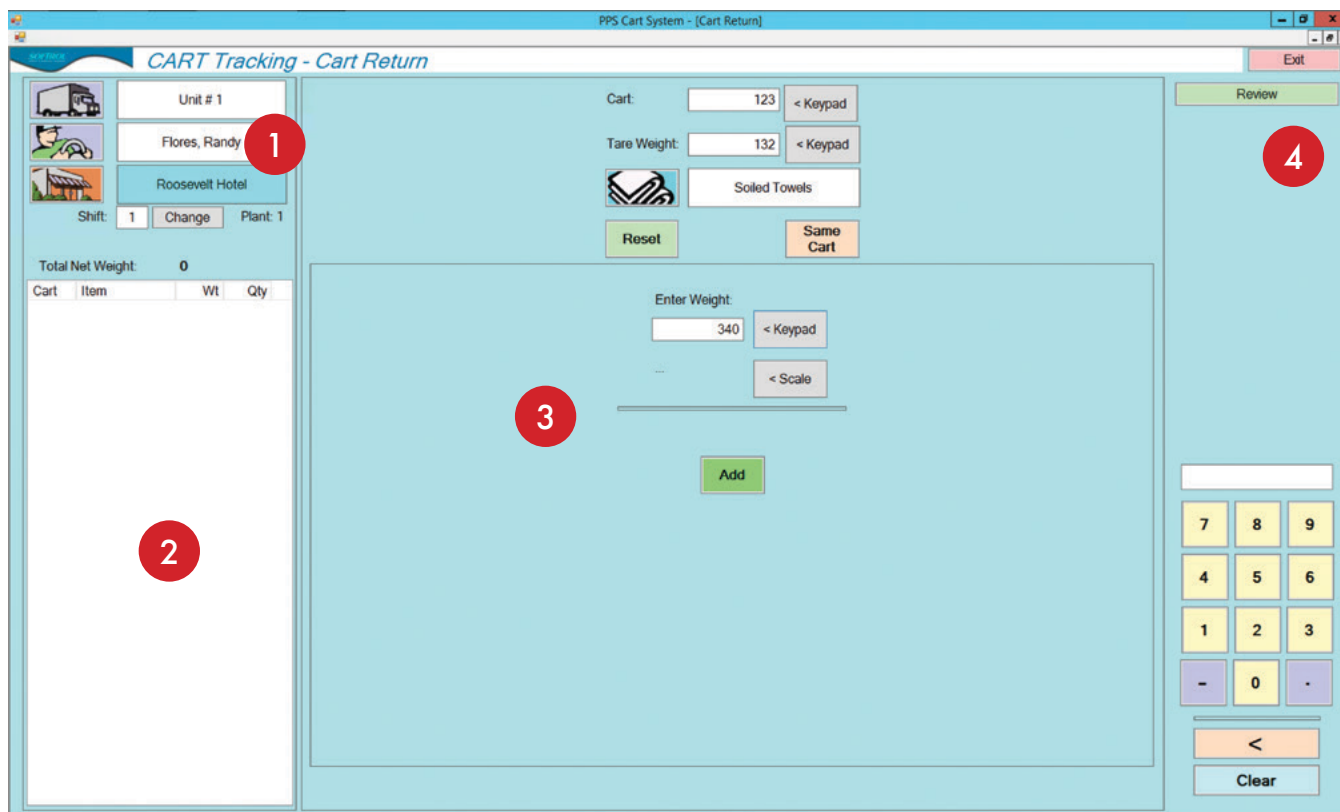 PPS Cart System - [Cart Return]
CART Tracking - Cart Return
Exit
Unit # 1
Flores, Randy
1
Roosevelt Hotel
Shift: 1 Change Plant: 1
Total Net Weight: 0
Cart Item Wt Qty
2
Cart: 123 < Keypad
Tare Weight: 132 < Keypad
Soiled Towels
Reset
Same
Cart
Enter Weight:
340 < Keypad
... < Scale
3
Add
Review
4
7 8 9
4 5 6
1 2 3
- 0 .
<
Clear